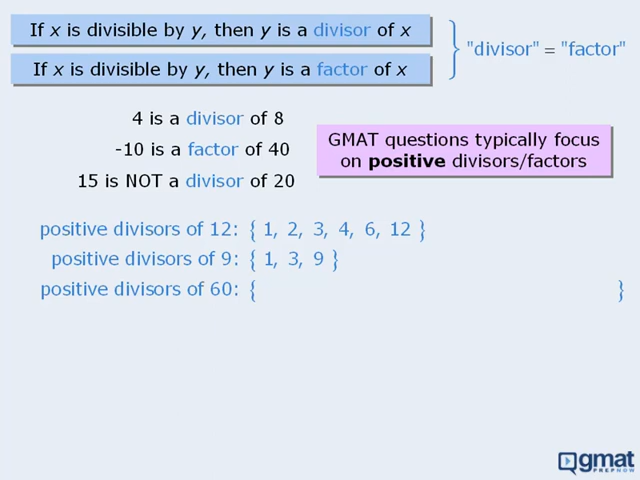 If x is divisible by y, then y is a divisor of x
If x is divisible by y, then y is a factor of x
} "divisor" = "factor"
4 is a divisor of 8
-10 is a factor of 40
15 is NOT a divisor of 20
GMAT questions typically focus
on positive divisors/factors
positive divisors of 12: { 1, 2, 3, 4, 6, 12 }
positive divisors of 9: { 1, 3, 9 }
positive divisors of 60: { }
gmat
PREPNOW